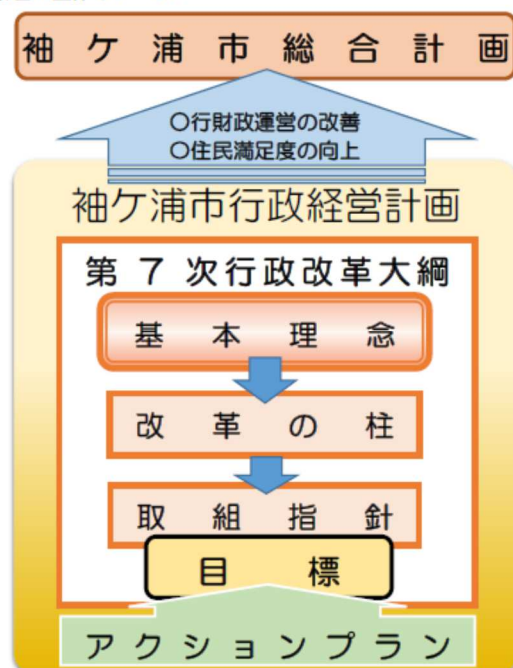 袖ケ浦市総合計画
〇行財政運営の改善
〇住民満足度の向上
袖ケ浦市行政経営計画
第7次行政改革大綱
基本理念
改革の柱
取組指針
目標
アクションプラン